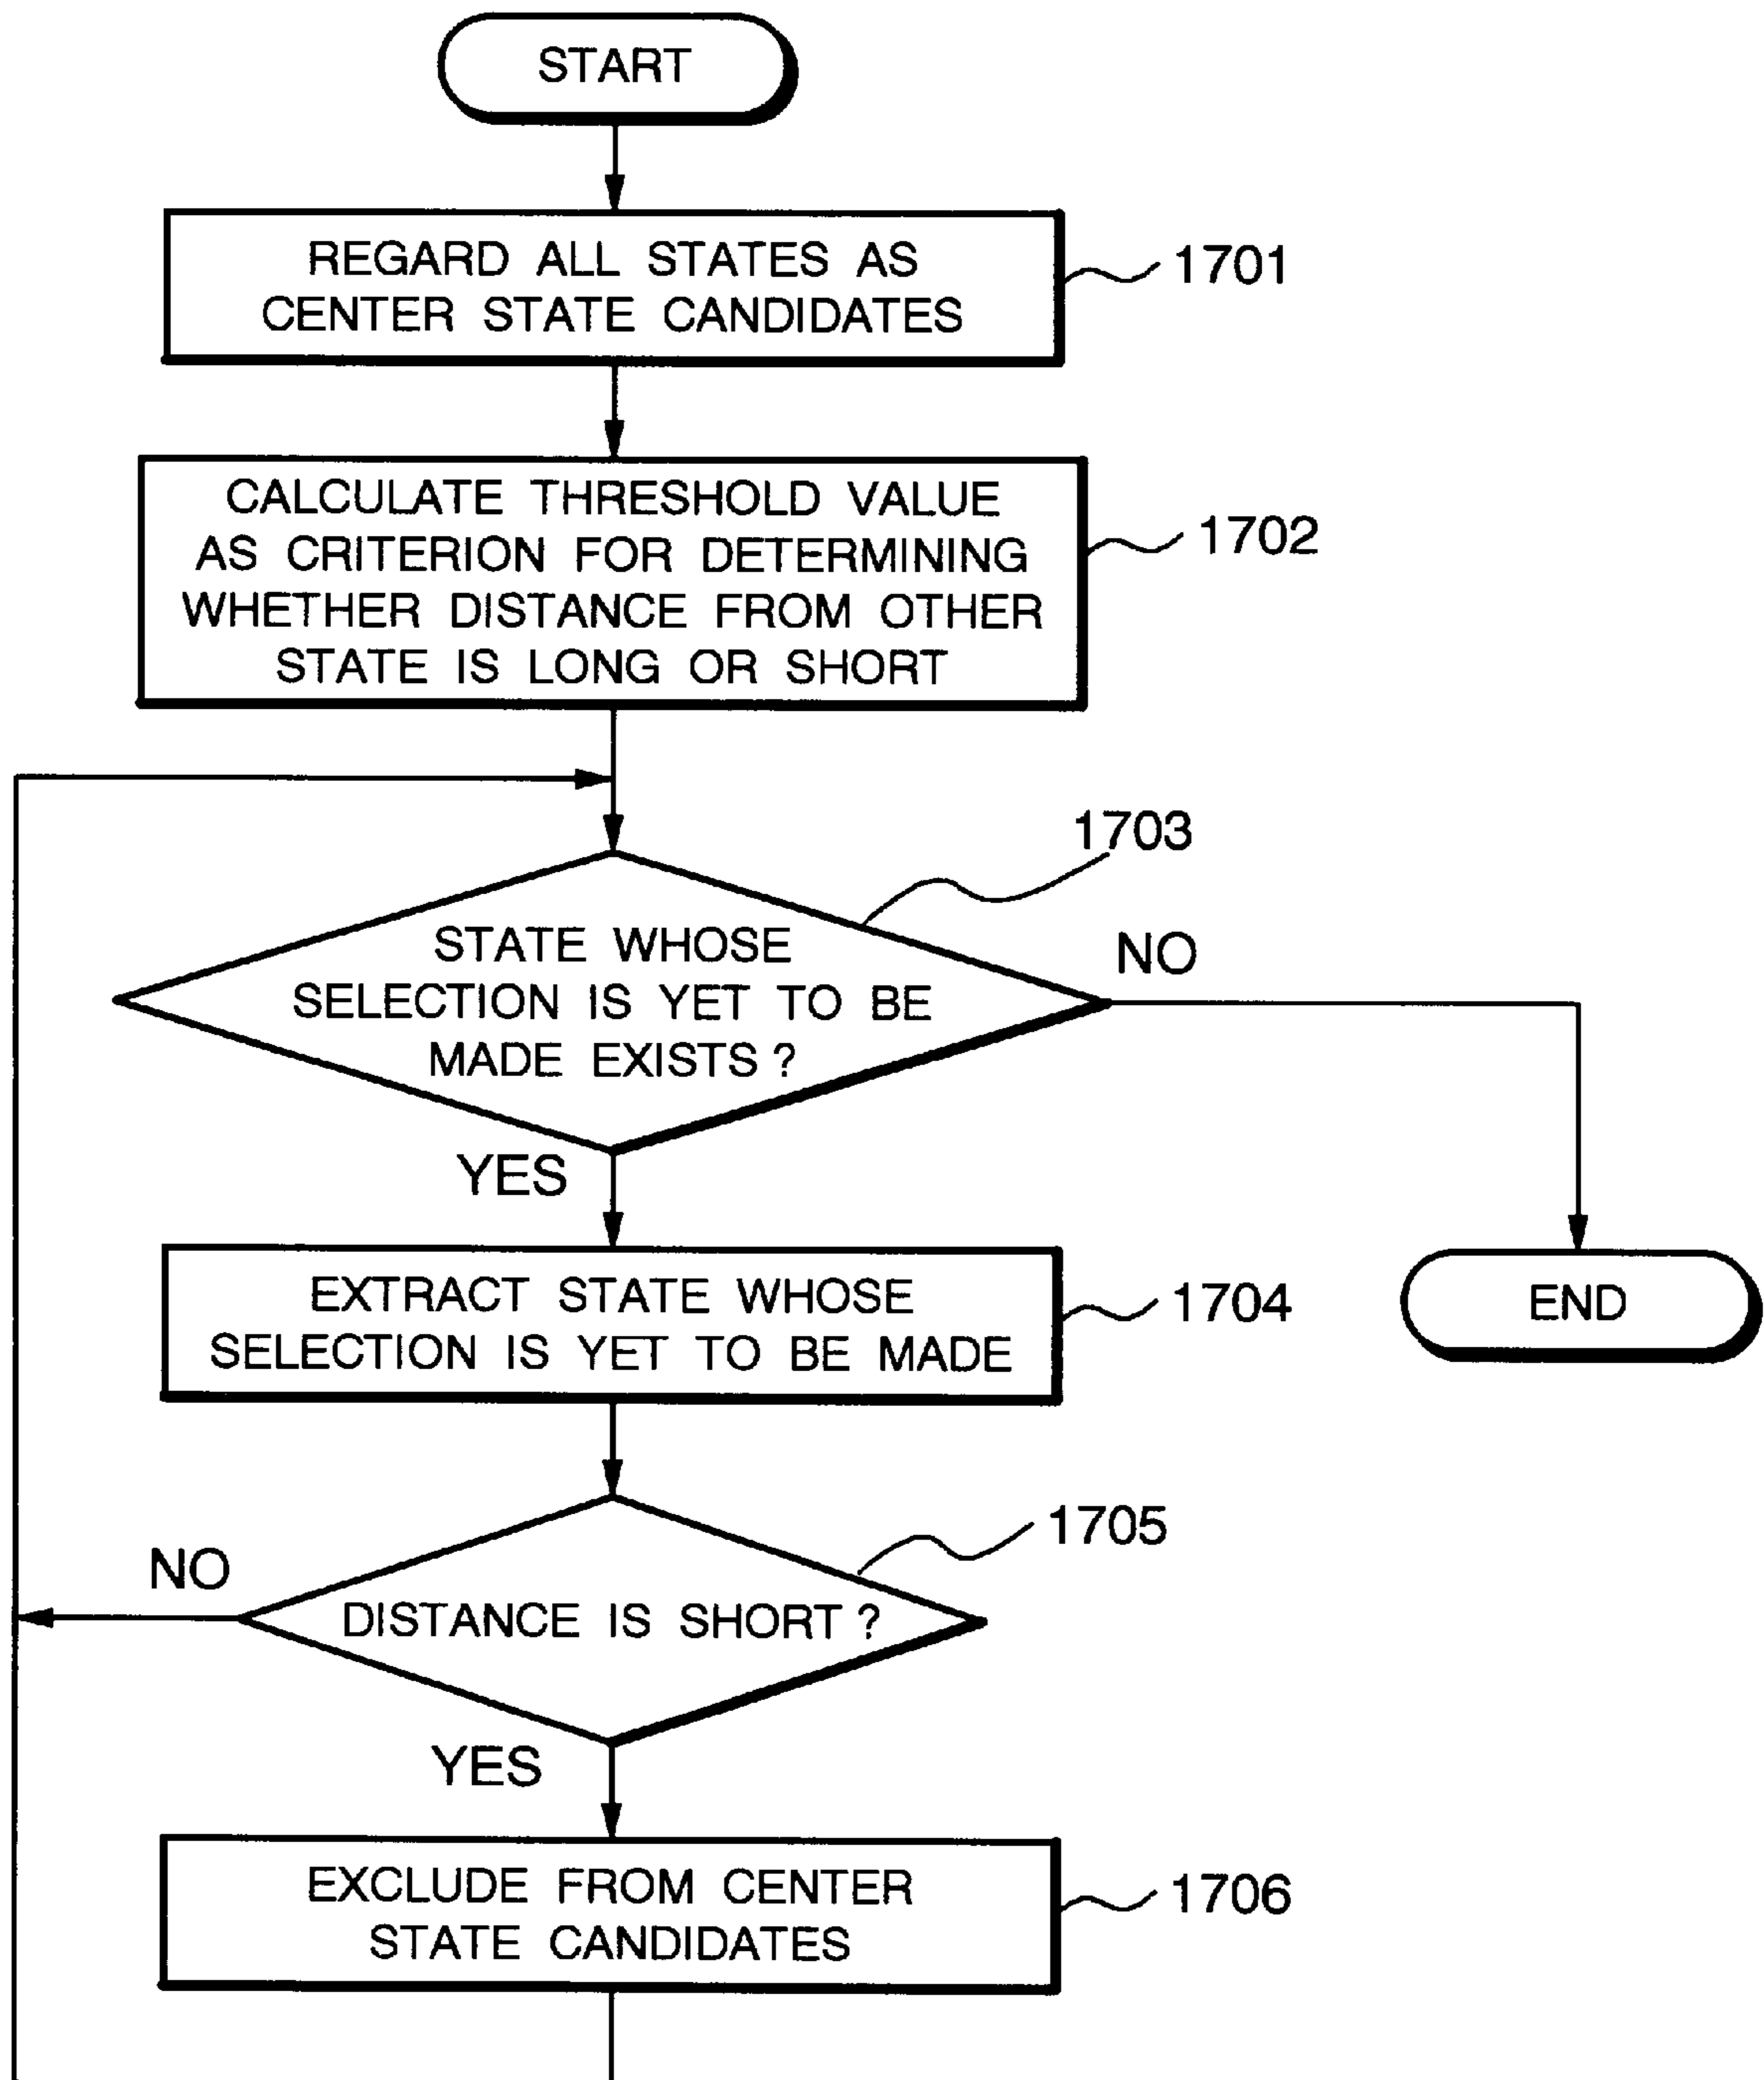 START
REGARD ALL STATES AS
CENTER STATE CANDIDATES
1701
CALCULATE THRESHOLD VALUE
AS CRITERION FOR DETERMINING
WHETHER DISTANCE FROM OTHER
STATE IS LONG OR SHORT
1702
1703
STATE WHOSE
SELECTION IS YET TO BE
MADE EXISTS ?
NO
YES
EXTRACT STATE WHOSE
SELECTION IS YET TO BE MADE
1704
END
1705
NO
DISTANCE IS SHORT ?
YES
EXCLUDE FROM CENTER
STATE CANDIDATES
1706